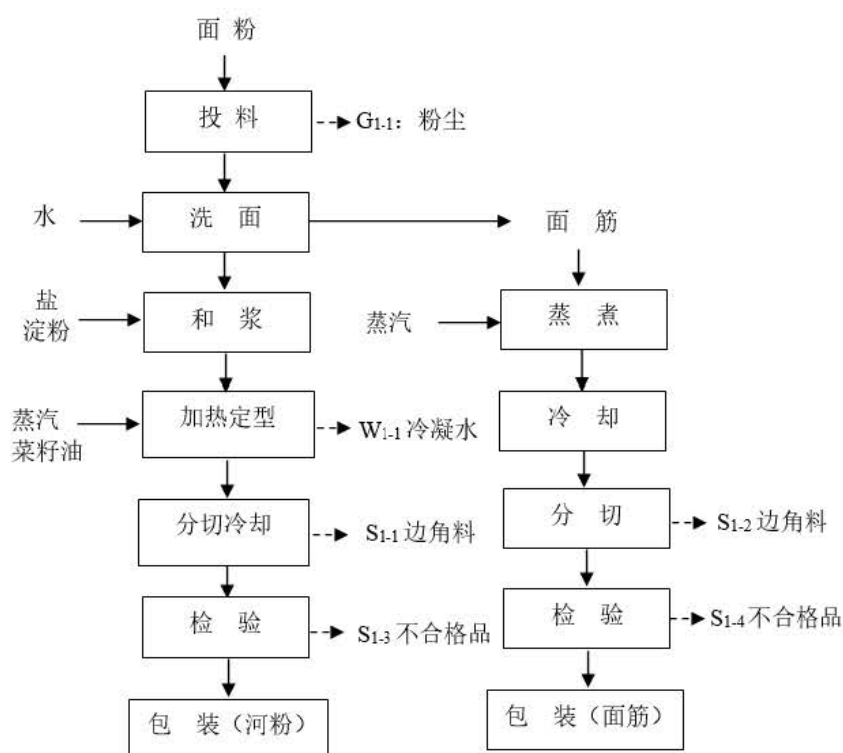 面 粉
投 料
G1-1：粉尘
水
洗 面
面 筋
盐
淀粉
和 浆
蒸汽
蒸 煮
蒸汽
菜籽油
加热定型
W1-1 冷凝水
冷 却
分切冷却
S1-1 边角料
分 切
S1-2 边角料
检 验
S1-3 不合格品
检 验
S1-4 不合格品
包 装（河粉）
包 装（面筋）